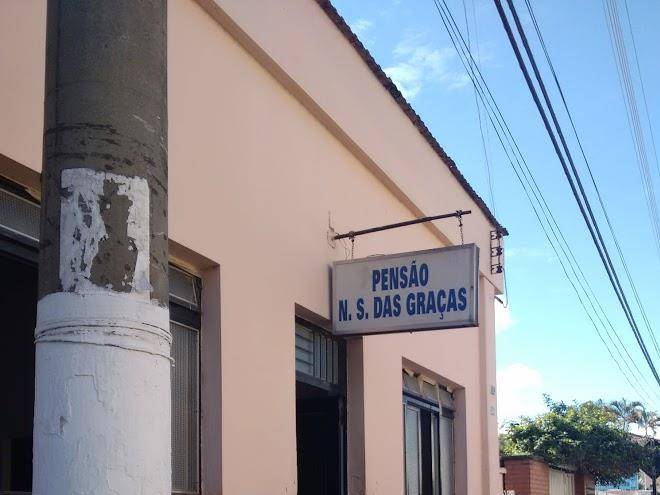 PENSÃO
N. S. DAS GRAÇAS